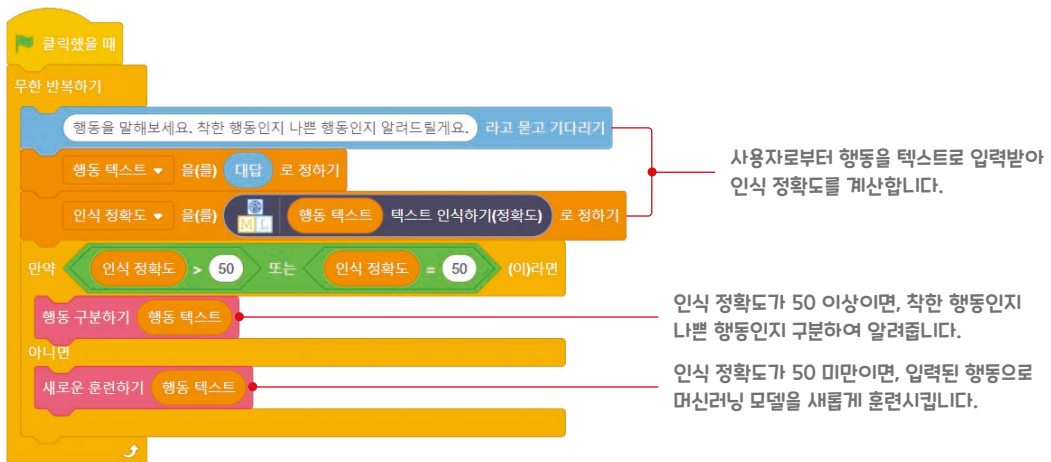 클릭했을 때
무한 반복하기
행동을 말해보세요. 착한 행동인지 나쁜 행동인지 알려드릴게요. 라고 묻고 기다리기
행동 텍스트 을(를) 대답 로 정하기
사용자로부터 행동을 텍스트로 입력받아
인식 정확도를 계산합니다.
인식 정확도 을(를) ML 행동 텍스트 텍스트 인식하기(정확도) 로 정하기
만약 인식 정확도 > 50 또는 인식 정확도 = 50 (이)라면
행동 구분하기 행동 텍스트
인식 정확도가 50 이상이면, 착한 행동인지
나쁜 행동인지 구분하여 알려줍니다.
아니면
새로운 훈련하기 행동 텍스트
인식 정확도가 50 미만이면, 입력된 행동으로
머신러닝 모델을 새롭게 훈련시킵니다.